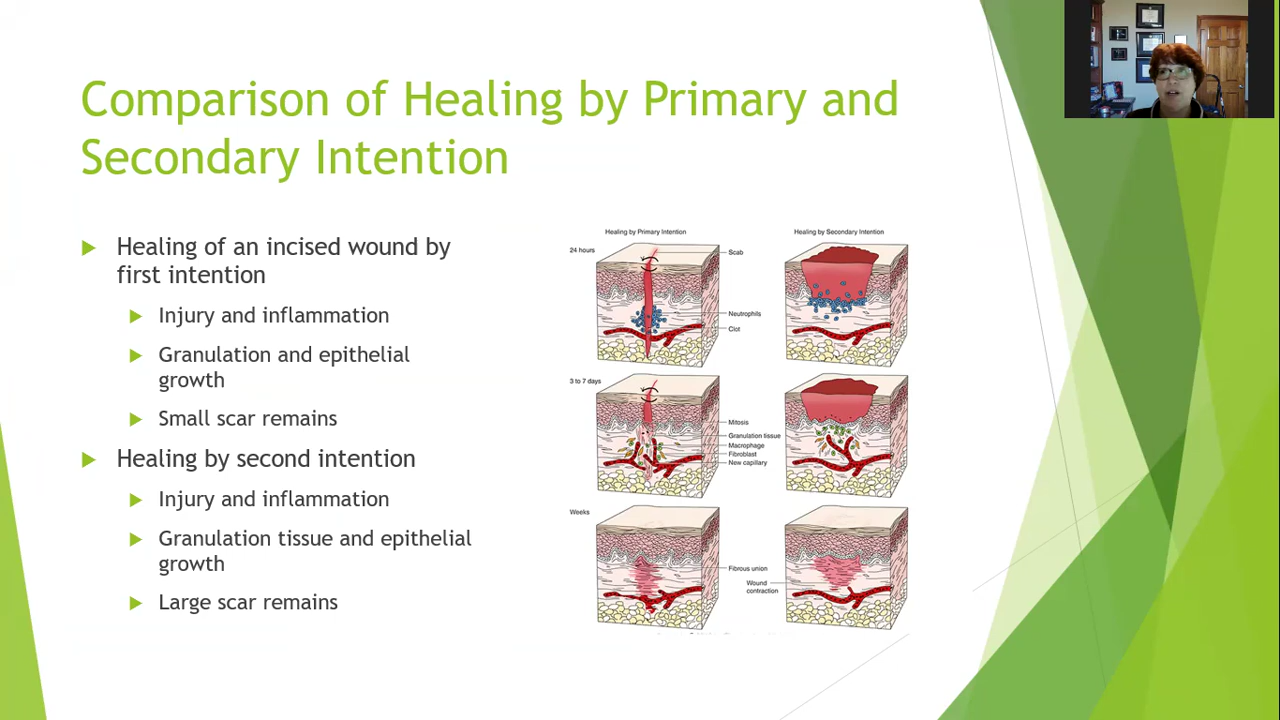 Comparison of Healing by Primary and
Secondary Intention
Healing of an incised wound by
first intention
Injury and inflammation
Granulation and epithelial
growth
Small scar remains
Healing by second intention
Injury and inflammation
Granulation tissue and epithelial
growth
Large scar remains
Healing by Primary Intention
Healing by Secondary Intention
24 hours
Scab
Neutrophils
Clot
3 to 7 days
Mitosis
Granulation tissue
Macrophage
Fibroblast
New capillary
Weeks
Fibrous union
Wound
contraction